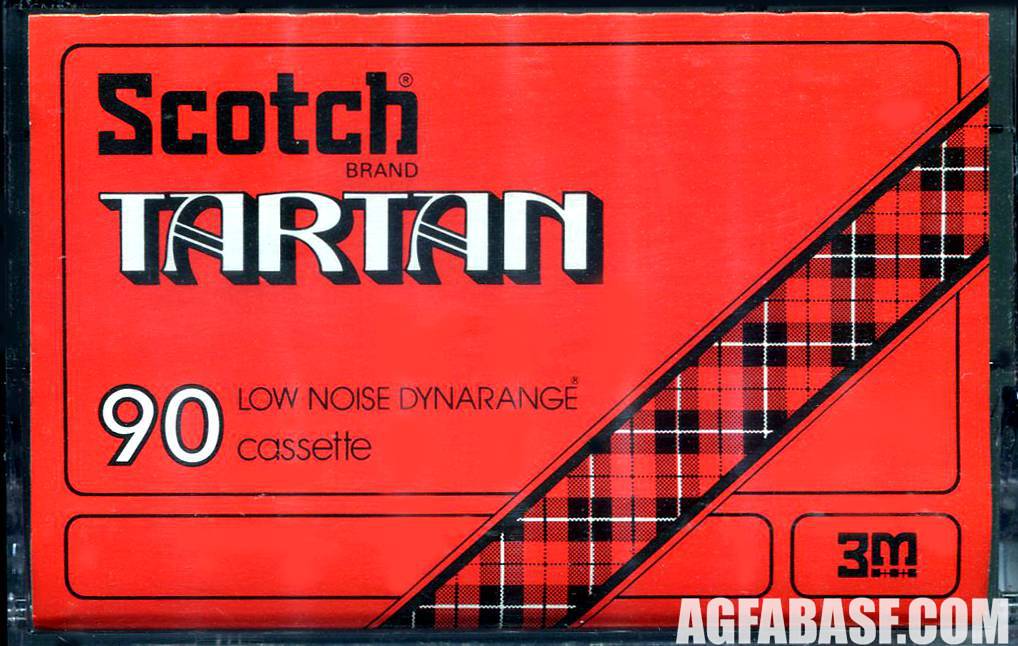 Scotch®
BRAND
TARTAN
90 LOW NOISE DYNARANGE®
cassette
3M
AGFABASF.COM